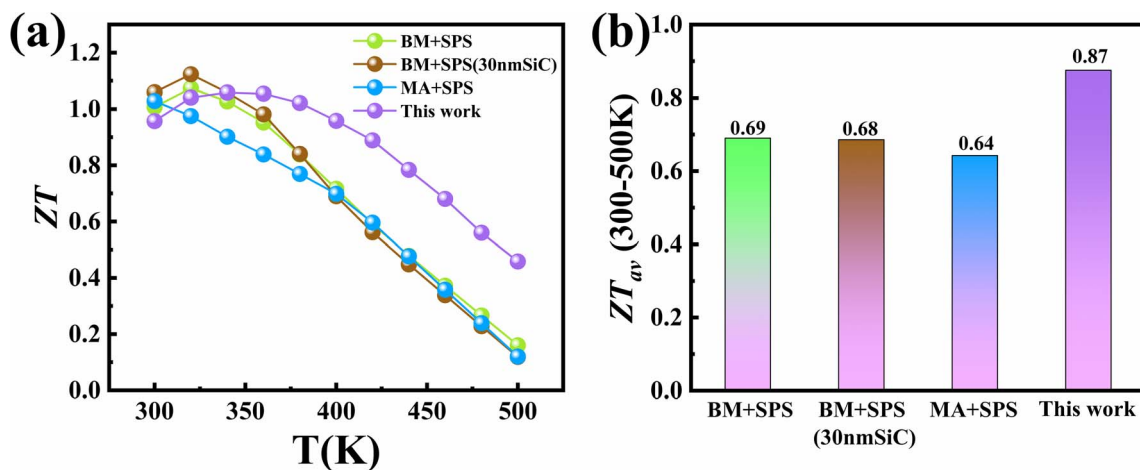 (a)
BM+SPS
BM+SPS(30nmSiC)
MA+SPS
This work
ZT
1.2
1.0
0.8
0.6
0.4
0.2
0.0
300
350
400
450
500
T(K)
(b)
ZT_av (300-500K)
1.0
0.8
0.6
0.4
0.2
0.0
0.69
0.68
0.64
0.87
BM+SPS
BM+SPS
(30nmSiC)
MA+SPS
This work